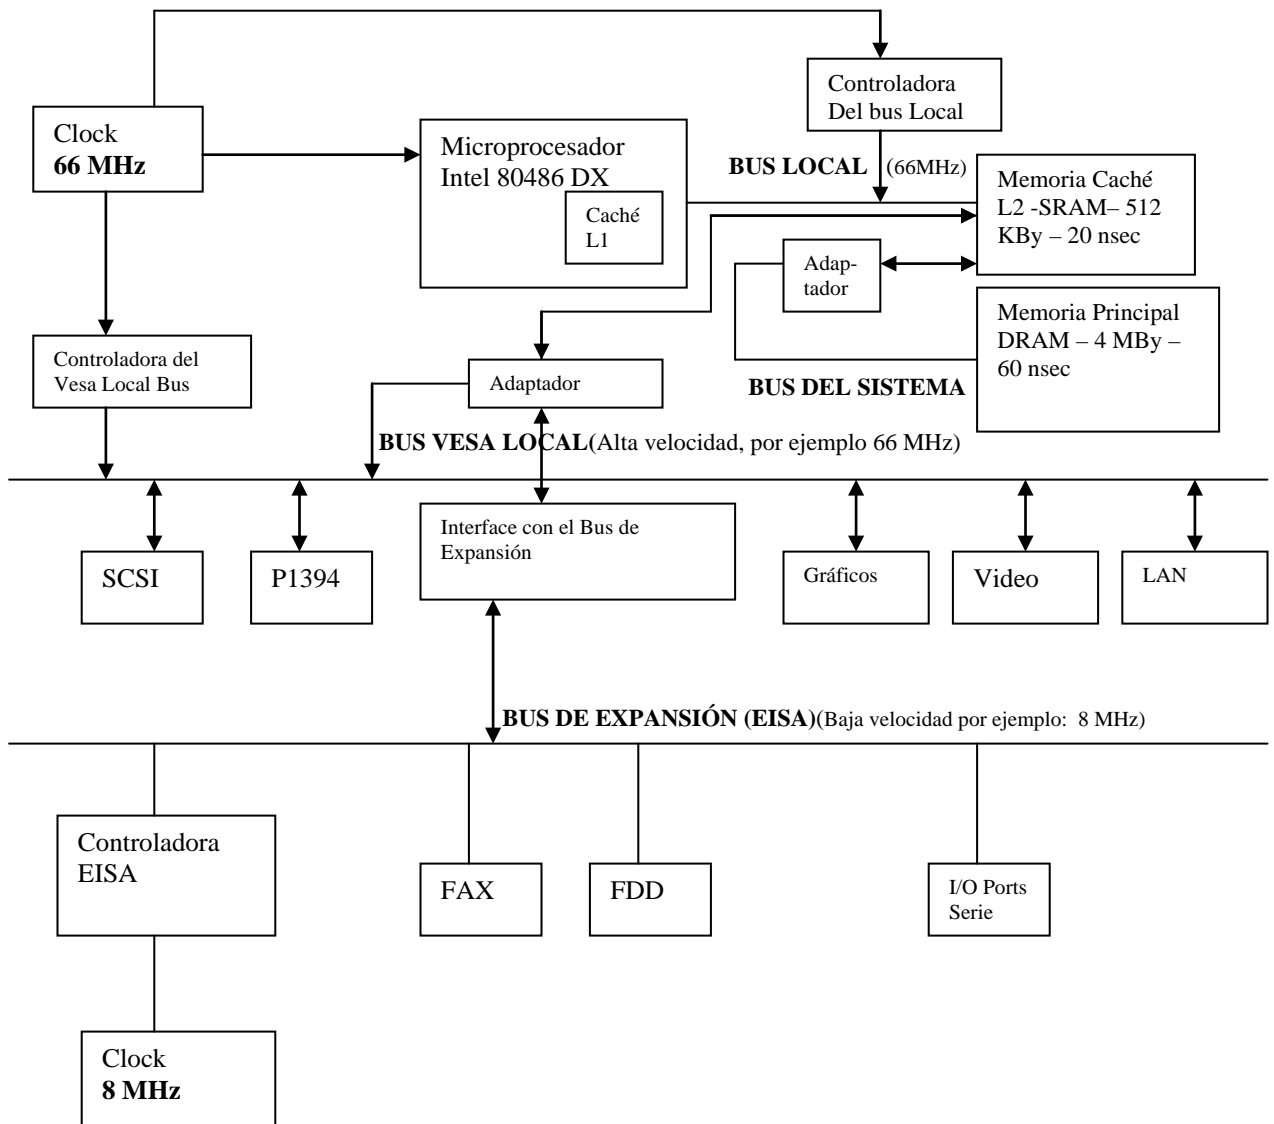 Controladora
Del bus Local
Clock
66 MHz
Microprocesador
Intel 80486 DX
Caché
L1
BUS LOCAL (66MHz)
Memoria Caché
L2 -SRAM– 512
KBy – 20 nsec
Adap-
tador
Memoria Principal
DRAM – 4 MBy –
60 nsec
Controladora del
Vesa Local Bus
Adaptador
BUS DEL SISTEMA
BUS VESA LOCAL(Alta velocidad, por ejemplo 66 MHz)
Interface con el Bus de
Expansión
SCSI
P1394
Gráficos
Video
LAN
BUS DE EXPANSIÓN (EISA)(Baja velocidad por ejemplo: 8 MHz)
Controladora
EISA
FAX
FDD
I/O Ports
Serie
Clock
8 MHz